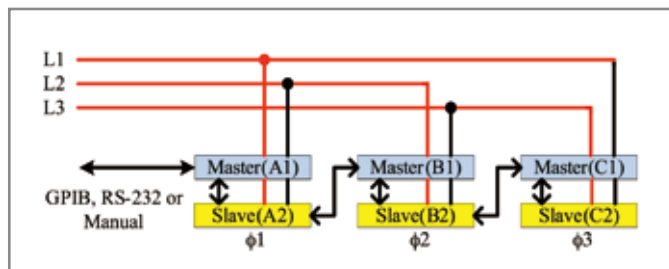 L1
L2
L3
Master(A1) Master(B1) Master(C1)
GPIB, RS-232 or
Manual
Slave(A2) Slave(B2) Slave(C2)
ϕ1 ϕ2 ϕ3